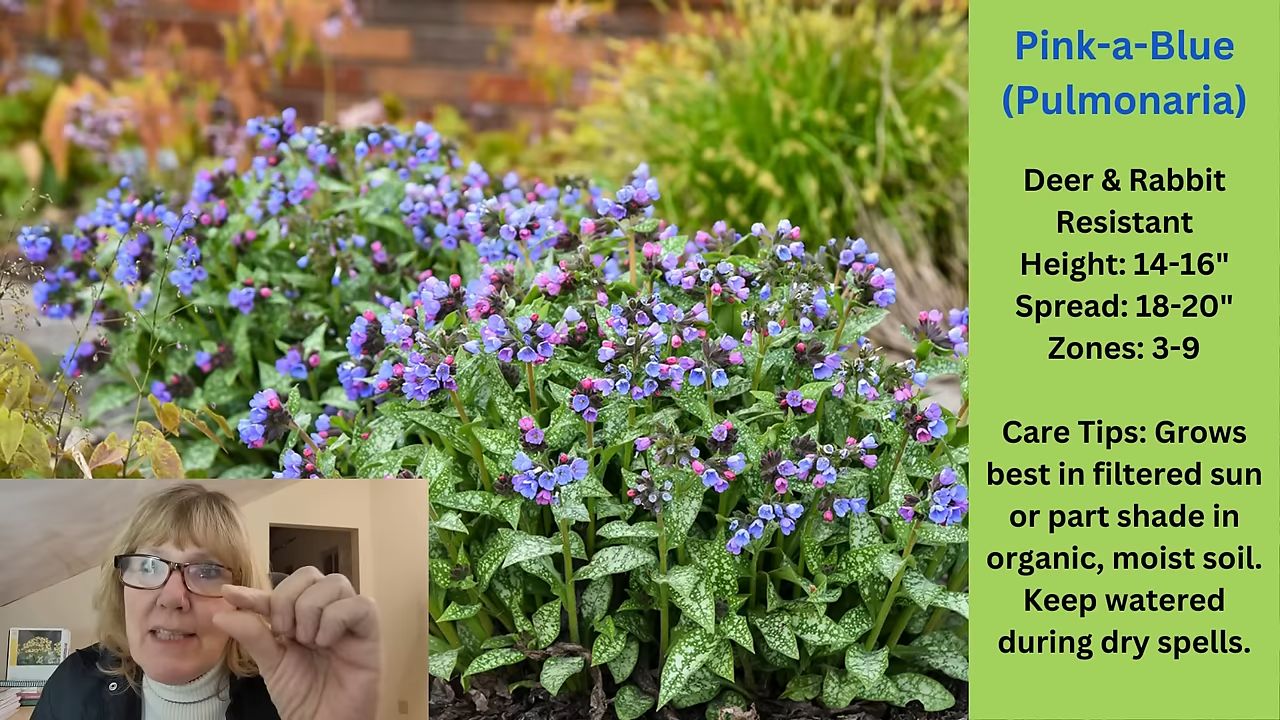 Pink-a-Blue
(Pulmonaria)
Deer & Rabbit
Resistant
Height: 14-16"
Spread: 18-20"
Zones: 3-9
Care Tips: Grows
best in filtered sun
or part shade in
organic, moist soil.
Keep watered
during dry spells.